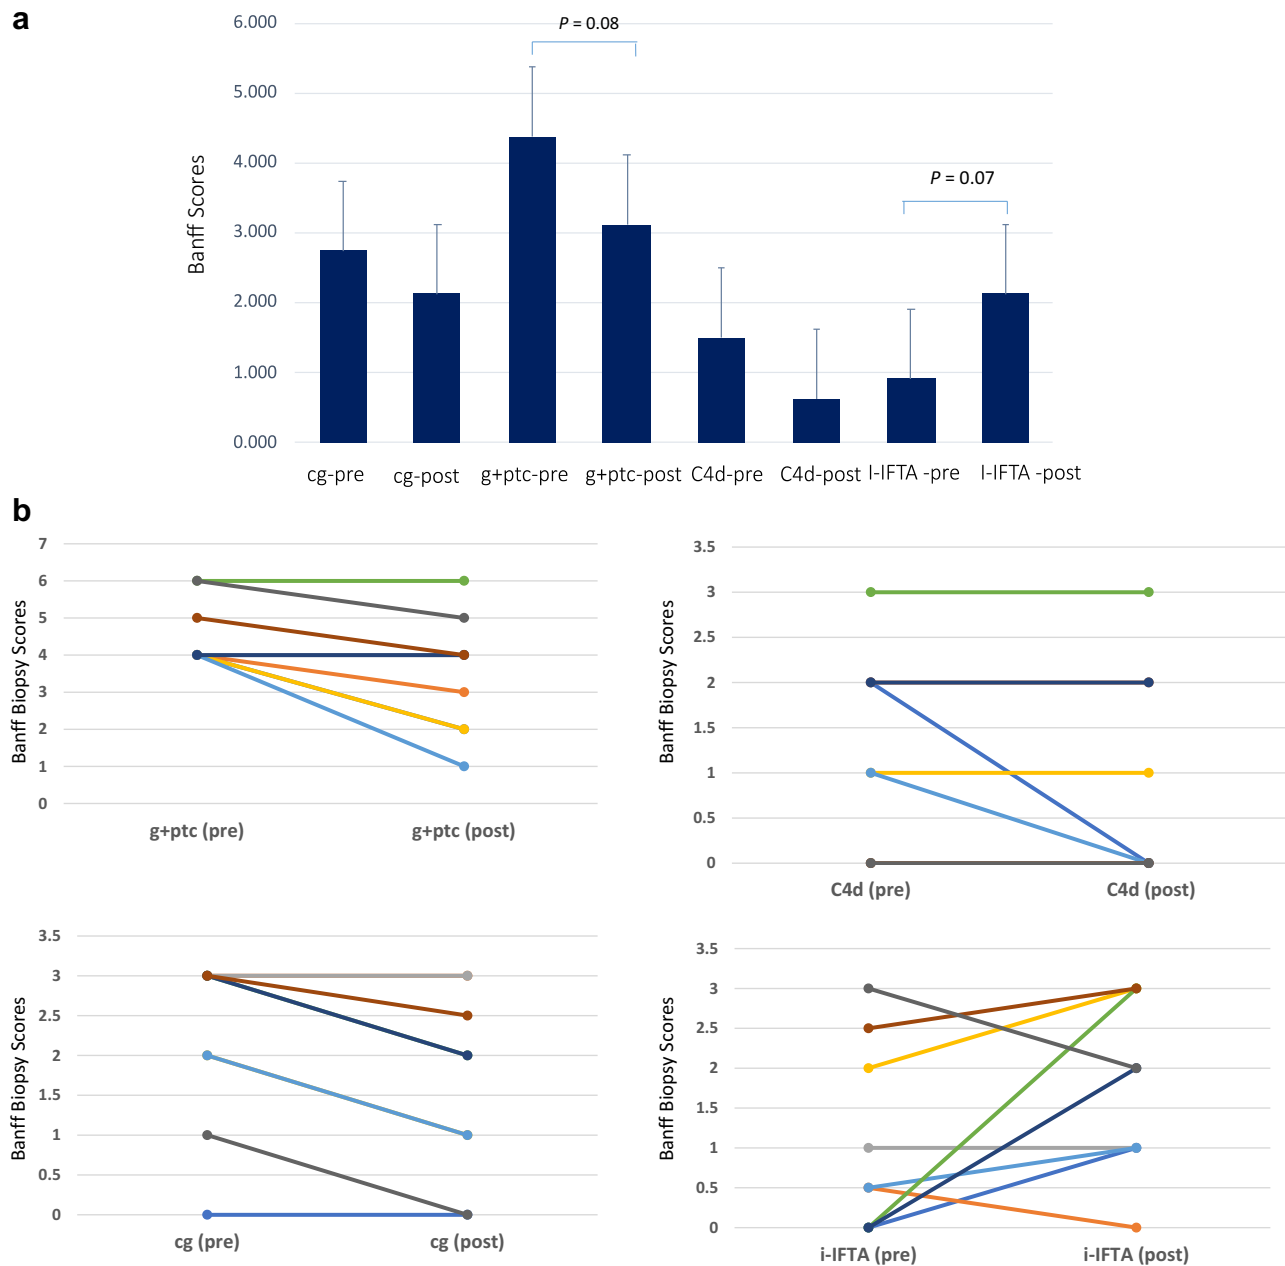 a
Banff Scores
6.000
5.000
4.000
3.000
2.000
1.000
0.000
P = 0.08
P = 0.07
cg-pre cg-post g+ptc-pre g+ptc-post C4d-pre C4d-post I-IFTA -pre I-IFTA -post
b
Banff Biopsy Scores
7
6
5
4
3
2
1
0
g+ptc (pre) g+ptc (post)
Banff Biopsy Scores
3.5
3
2.5
2
1.5
1
0.5
0
C4d (pre) C4d (post)
Banff Biopsy Scores
3.5
3
2.5
2
1.5
1
0.5
0
cg (pre) cg (post)
Banff Biopsy Scores
3.5
3
2.5
2
1.5
1
0.5
0
i-IFTA (pre) i-IFTA (post)